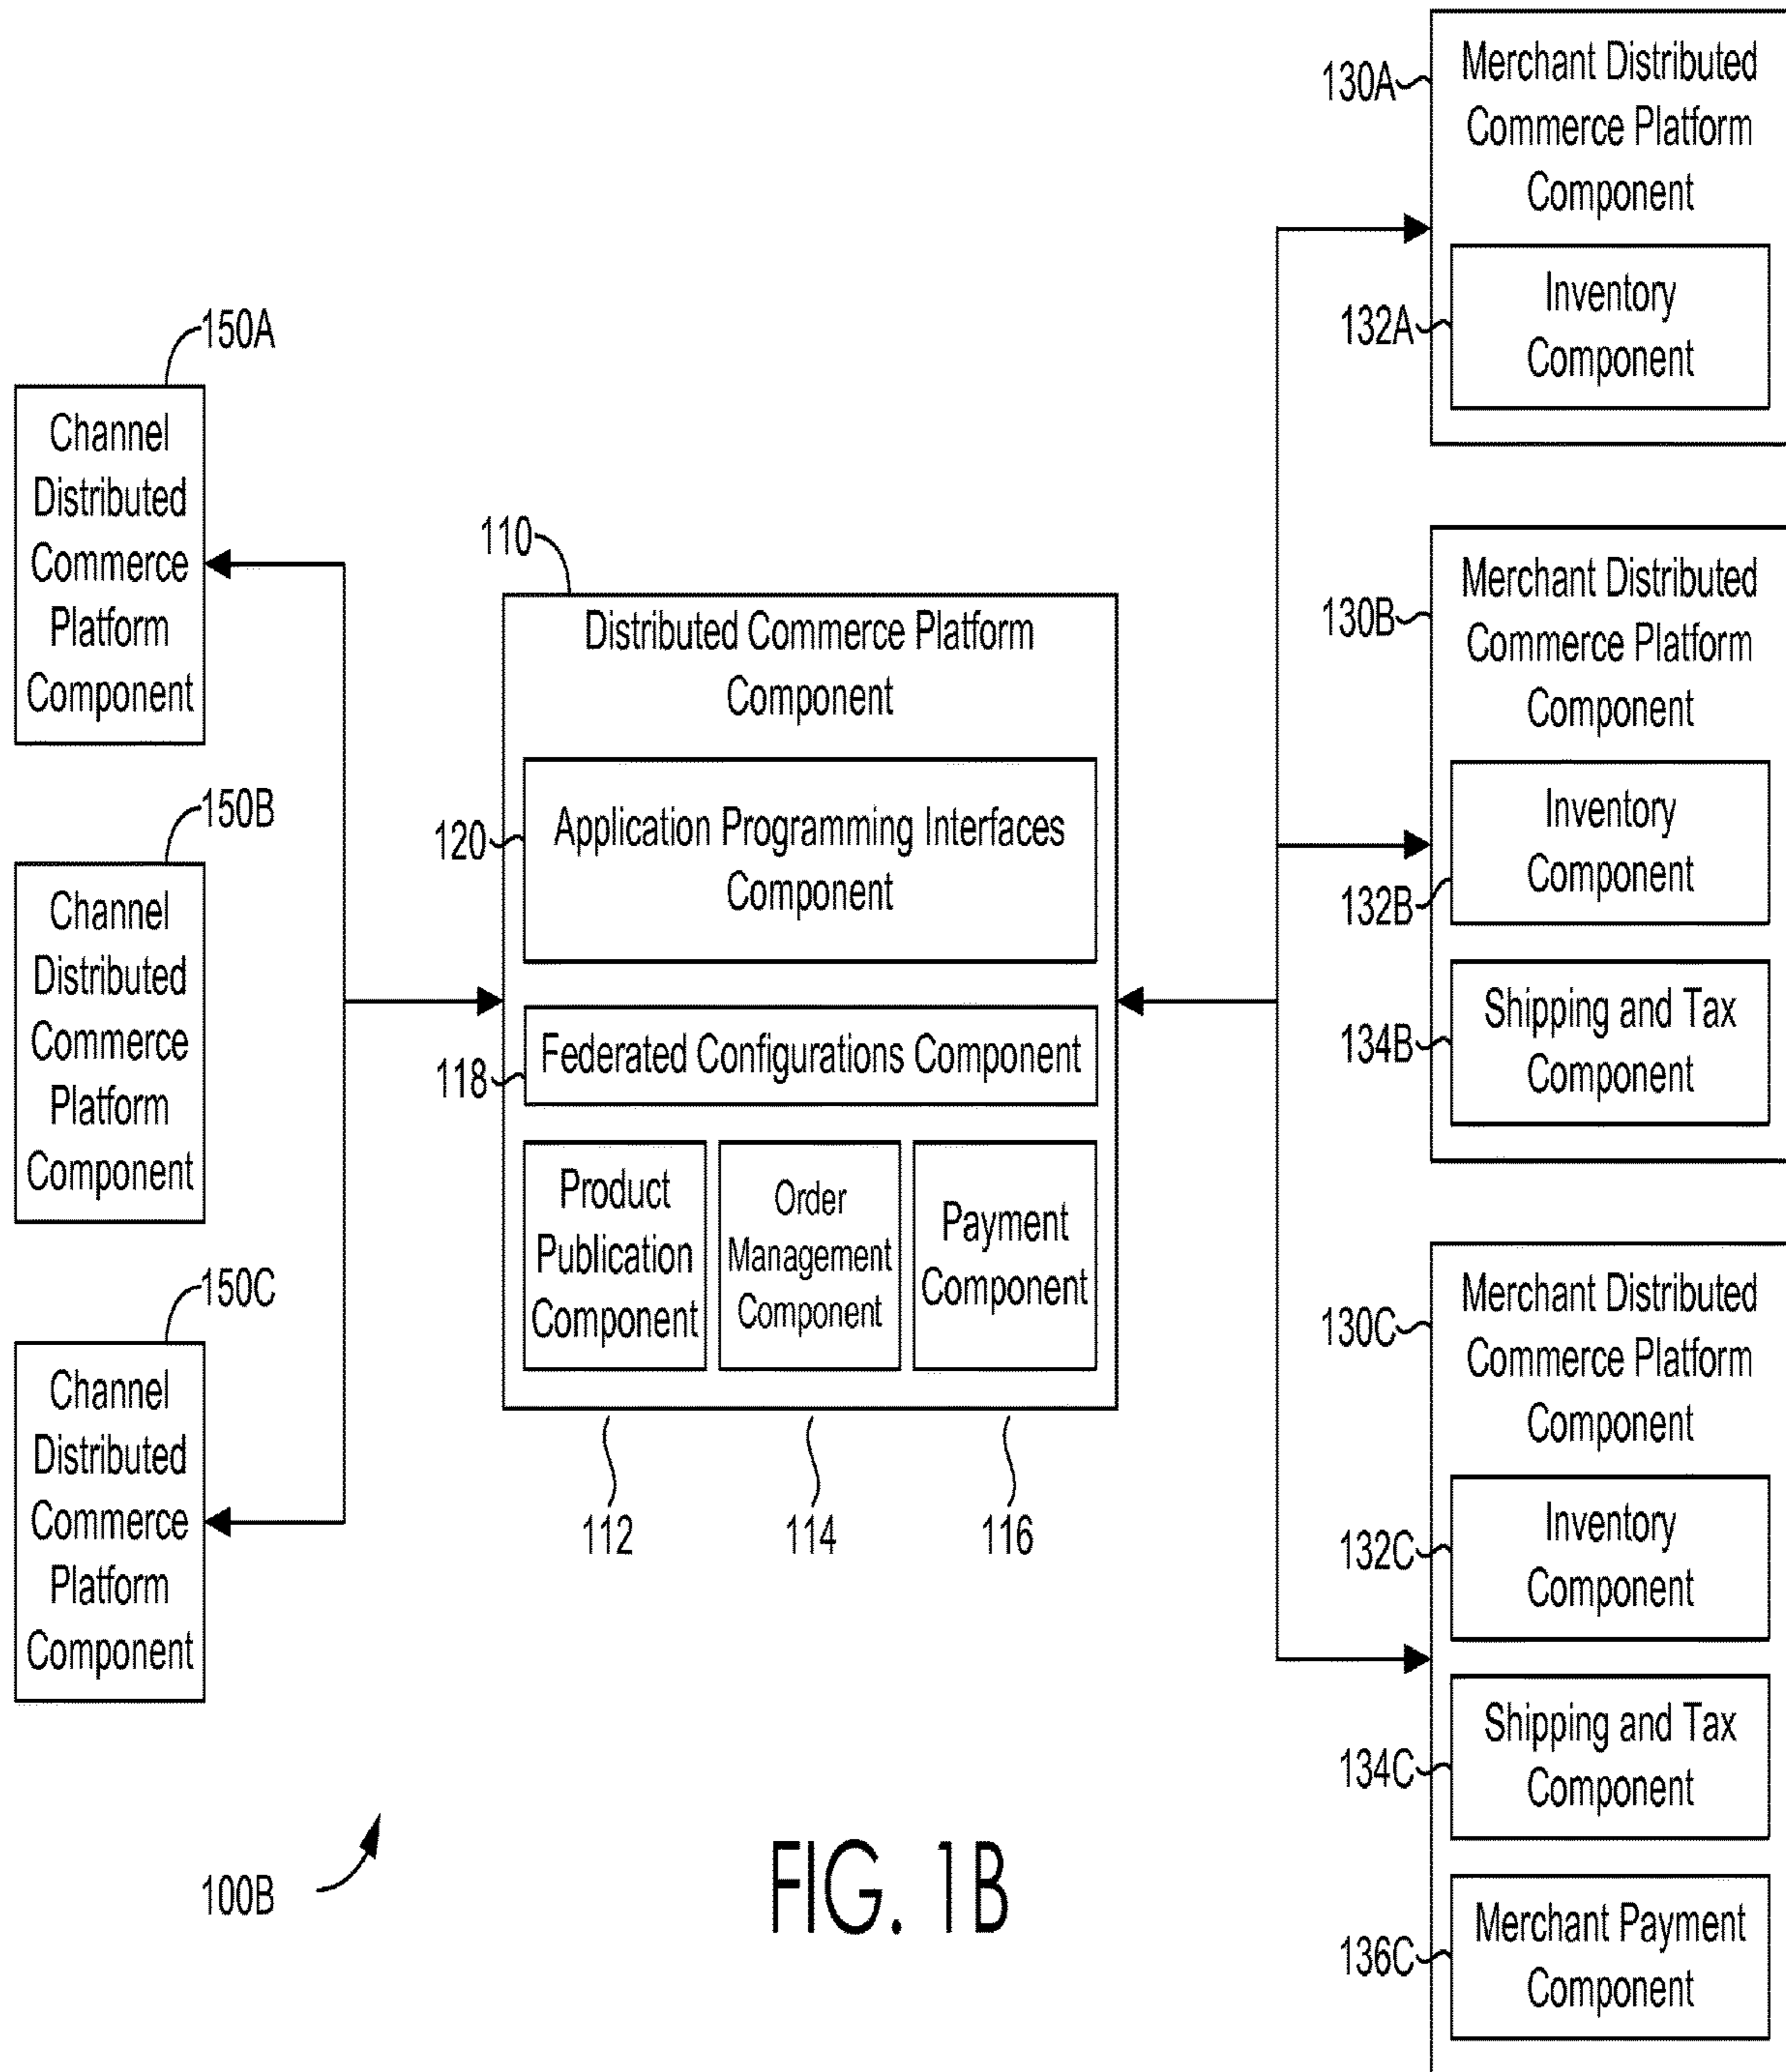 150A
Channel
Distributed
Commerce
Platform
Component
150B
Channel
Distributed
Commerce
Platform
Component
150C
Channel
Distributed
Commerce
Platform
Component
110
Distributed Commerce Platform
Component
120
Application Programming Interfaces
Component
118
Federated Configurations Component
Product
Publication
Component
Order
Management
Component
Payment
Component
112
114
116
130A
Merchant Distributed
Commerce Platform
Component
132A
Inventory
Component
130B
Merchant Distributed
Commerce Platform
Component
132B
Inventory
Component
134B
Shipping and Tax
Component
130C
Merchant Distributed
Commerce Platform
Component
132C
Inventory
Component
134C
Shipping and Tax
Component
136C
Merchant Payment
Component
100B
FIG. 1B